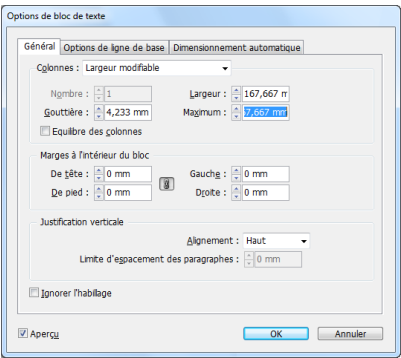 Options de bloc de texte
Général Options de ligne de base Dimensionnement automatique
Colonnes : Largeur modifiable
Nombre : 1 Largeur : 167,667 m
Gouttière : 4,233 mm Maximum : 7,667 mm
Equilibre des colonnes
Marges à l'intérieur du bloc
De tête : 0 mm Gauche : 0 mm
De pied : 0 mm Droite : 0 mm
Justification verticale
Alignement : Haut
Limite d'espacement des paragraphes : 0 mm
Ignorer l'habillage
Aperçu OK Annuler